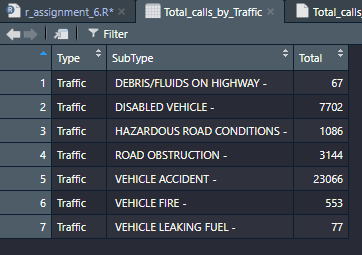 r_assignment_6.R* Total_calls_by_Traffic Total_calls
Filter
Type SubType Total
1 Traffic DEBRIS/FLUIDS ON HIGHWAY - 67
2 Traffic DISABLED VEHICLE - 7702
3 Traffic HAZARDOUS ROAD CONDITIONS - 1086
4 Traffic ROAD OBSTRUCTION - 3144
5 Traffic VEHICLE ACCIDENT - 23066
6 Traffic VEHICLE FIRE - 553
7 Traffic VEHICLE LEAKING FUEL - 77